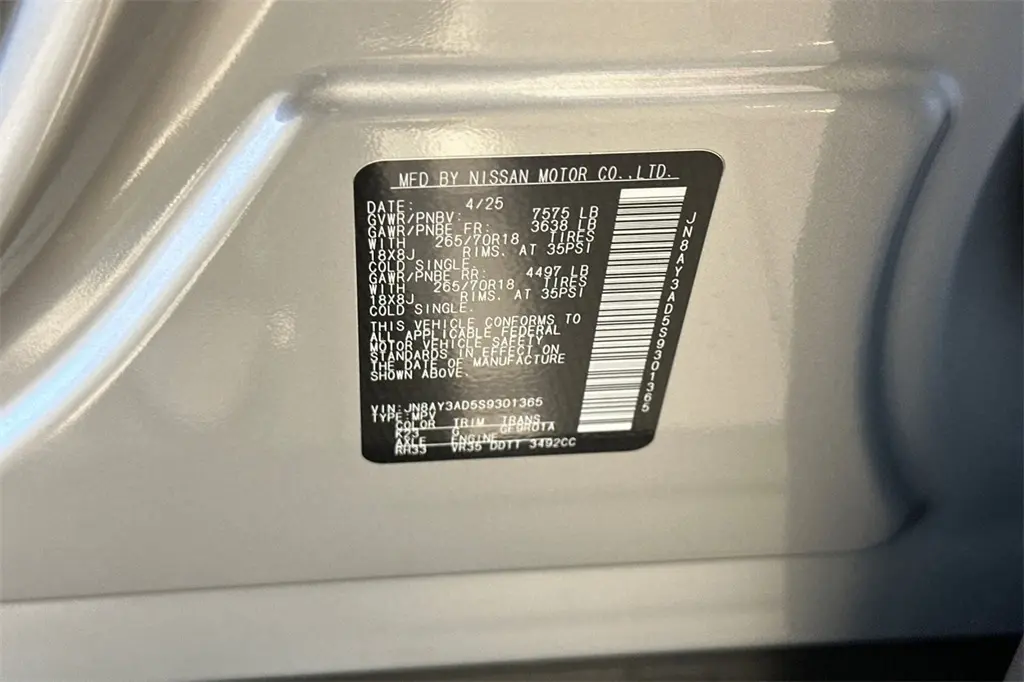 MFD BY NISSAN MOTOR CO.,LTD.
DATE: 4/25
GVWR/PNBV: 7575 LB
GAWR/PNBE FR: 3638 LB
WITH 265/70R18 TIRES
18X8J RIMS. AT 35PSI
COLD SINGLE.
GAWR/PNBE RR: 4497 LB
WITH 265/70R18 TIRES
18X8J RIMS. AT 35PSI
COLD SINGLE.
THIS VEHICLE CONFORMS TO
ALL APPLICABLE FEDERAL
MOTOR VEHICLE SAFETY
STANDARDS IN EFFECT ON
THE DATE OF MANUFACTURE
SHOWN ABOVE.
VIN:JN8AY3AD5S9301365
TYPE:MPV
COLOR TRIM TRANS
K23 G
AXLE ENGINE
RH33 VR35 DDTT 3492CC
JN8AY3AD5S9301365